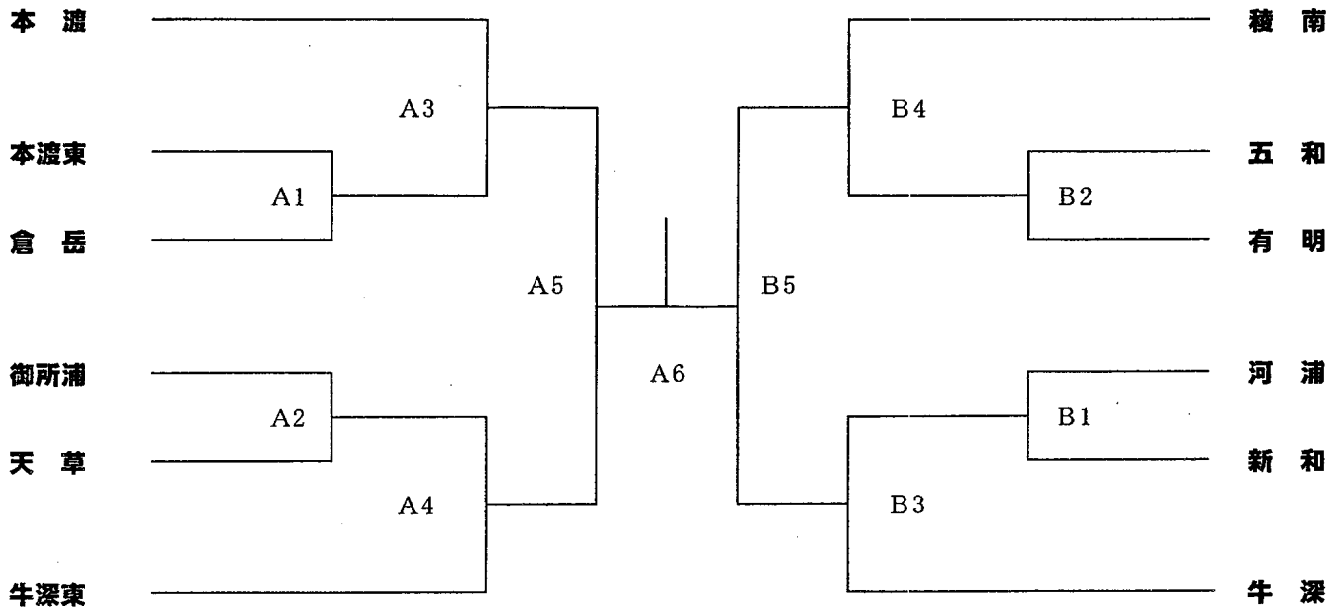 本 渡
稜 南
A3
B4
本渡東
五 和
A1
B2
倉 岳
有 明
A5
B5
御所浦
A6
河 浦
A2
B1
天 草
新 和
A4
B3
牛深東
牛 深